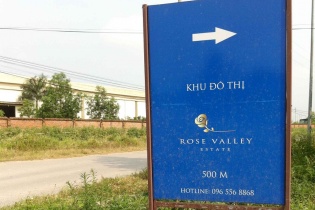 KHU ĐÔ THỊ
ROSE VALLEY
ESTATE
500 M
HOTLINE: 096 556 8868